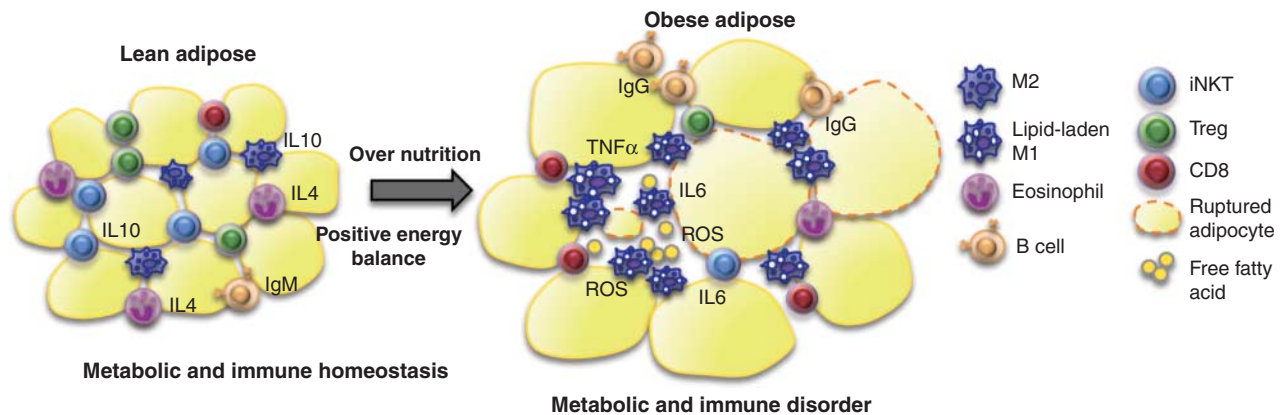 Lean adipose
IL10
IL4
IL10
IgM
IL4
Metabolic and immune homeostasis
Over nutrition
Positive energy
balance
Obese adipose
IgG
IgG
TNFα
IL6
ROS
ROS
IL6
Metabolic and immune disorder
M2
Lipid-laden
M1
Eosinophil
B cell
iNKT
Treg
CD8
Ruptured
adipocyte
Free fatty
acid